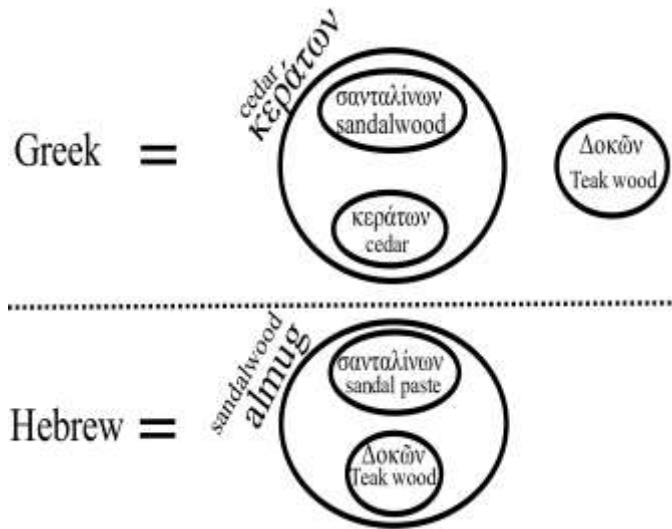 Greek =
cedar
κεράτων
σανταλίνων
sandalwood
κεράτων
cedar
Δοκῶν
Teak wood
Hebrew =
sandalwood
almug
σανταλίνων
sandal paste
Δοκῶν
Teak wood